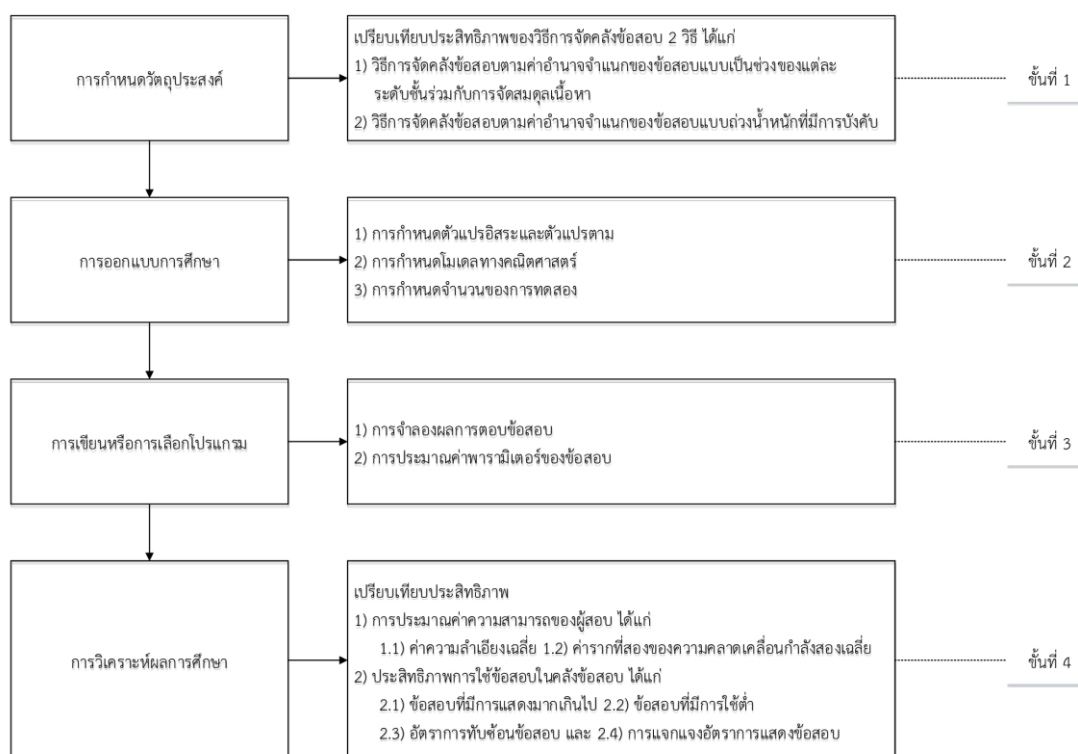 การกำหนดวัตถุประสงค์
เปรียบเทียบประสิทธิภาพของวิธีการจัดคลังข้อสอบ 2 วิธี ได้แก่
1) วิธีการจัดคลังข้อสอบตามค่าอำนาจจำแนกของข้อสอบแบบเป็นช่วงของแต่ละ
ระดับชั้นร่วมกับการจัดสมดุลเนื้อหา
2) วิธีการจัดคลังข้อสอบตามค่าอำนาจจำแนกของข้อสอบแบบถ่วงน้ำหนักที่มีการบังคับ
ขั้นที่ 1
การออกแบบการศึกษา
1) การกำหนดตัวแปรอิสระและตัวแปรตาม
2) การกำหนดโมเดลทางคณิตศาสตร์
3) การกำหนดจำนวนของการทดสอง
ขั้นที่ 2
การเขียนหรือการเลือกโปรแกรม
1) การจำลองผลการตอบข้อสอบ
2) การประมาณค่าพารามิเตอร์ของข้อสอบ
ขั้นที่ 3
การวิเคราะห์ผลการศึกษา
เปรียบเทียบประสิทธิภาพ
1) การประมาณค่าความสามารถของผู้สอบ ได้แก่
1.1) ค่าความลำเอียงเฉลี่ย 1.2) ค่ารากที่สองของความคลาดเคลื่อนกำลังสองเฉลี่ย
2) ประสิทธิภาพการใช้ข้อสอบในคลังข้อสอบ ได้แก่
2.1) ข้อสอบที่มีการแสดงมากเกินไป 2.2) ข้อสอบที่มีการใช้ต่ำ
2.3) อัตราการทับซ้อนข้อสอบ และ 2.4) การแจกแจงอัตราการแสดงข้อสอบ
ขั้นที่ 4